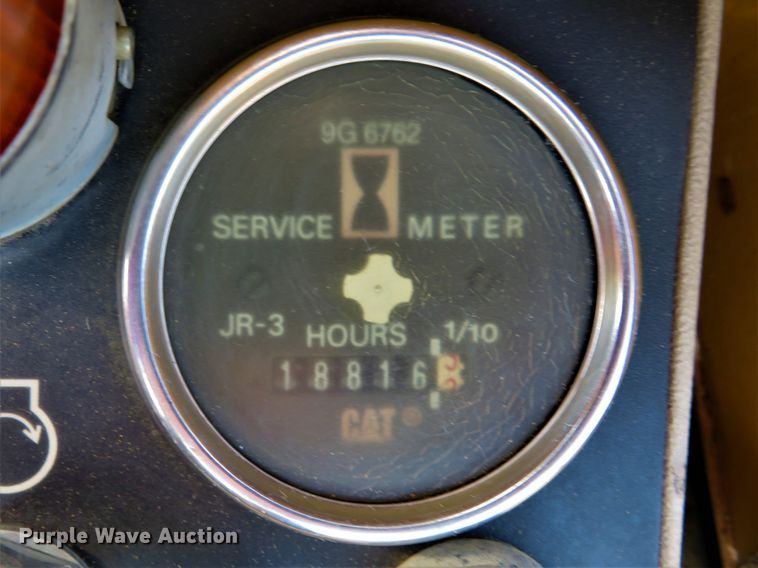 9G 6762
SERVICE METER
JR-3 HOURS 1/10
18816
CAT ®
Purple Wave Auction